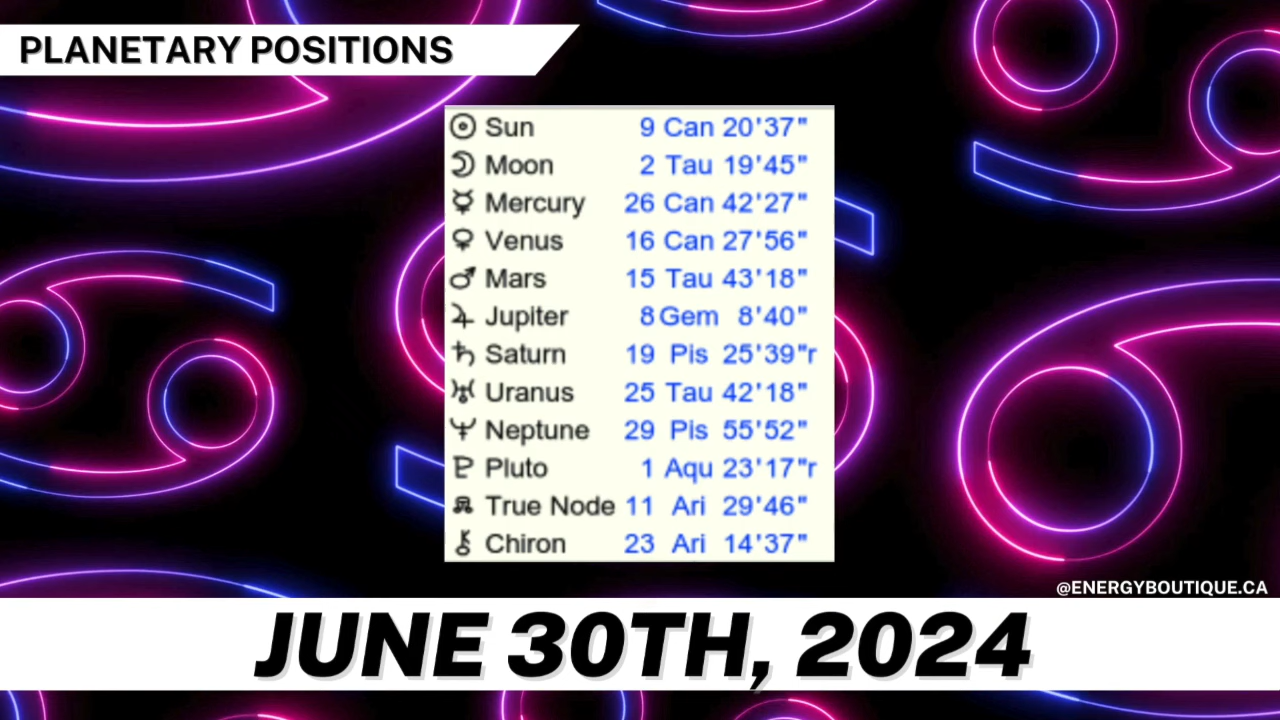 PLANETARY POSITIONS
Sun 9 Can 20'37"
Moon 2 Tau 19'45"
Mercury 26 Can 42'27"
Venus 16 Can 27'56"
Mars 15 Tau 43'18"
Jupiter 8 Gem 8'40"
Saturn 19 Pis 25'39"r
Uranus 25 Tau 42'18"
Neptune 29 Pis 55'52"
Pluto 1 Aqu 23'17"r
True Node 11 Ari 29'46"
Chiron 23 Ari 14'37"
@ENERGYBOUTIQUE.CA
JUNE 30TH, 2024